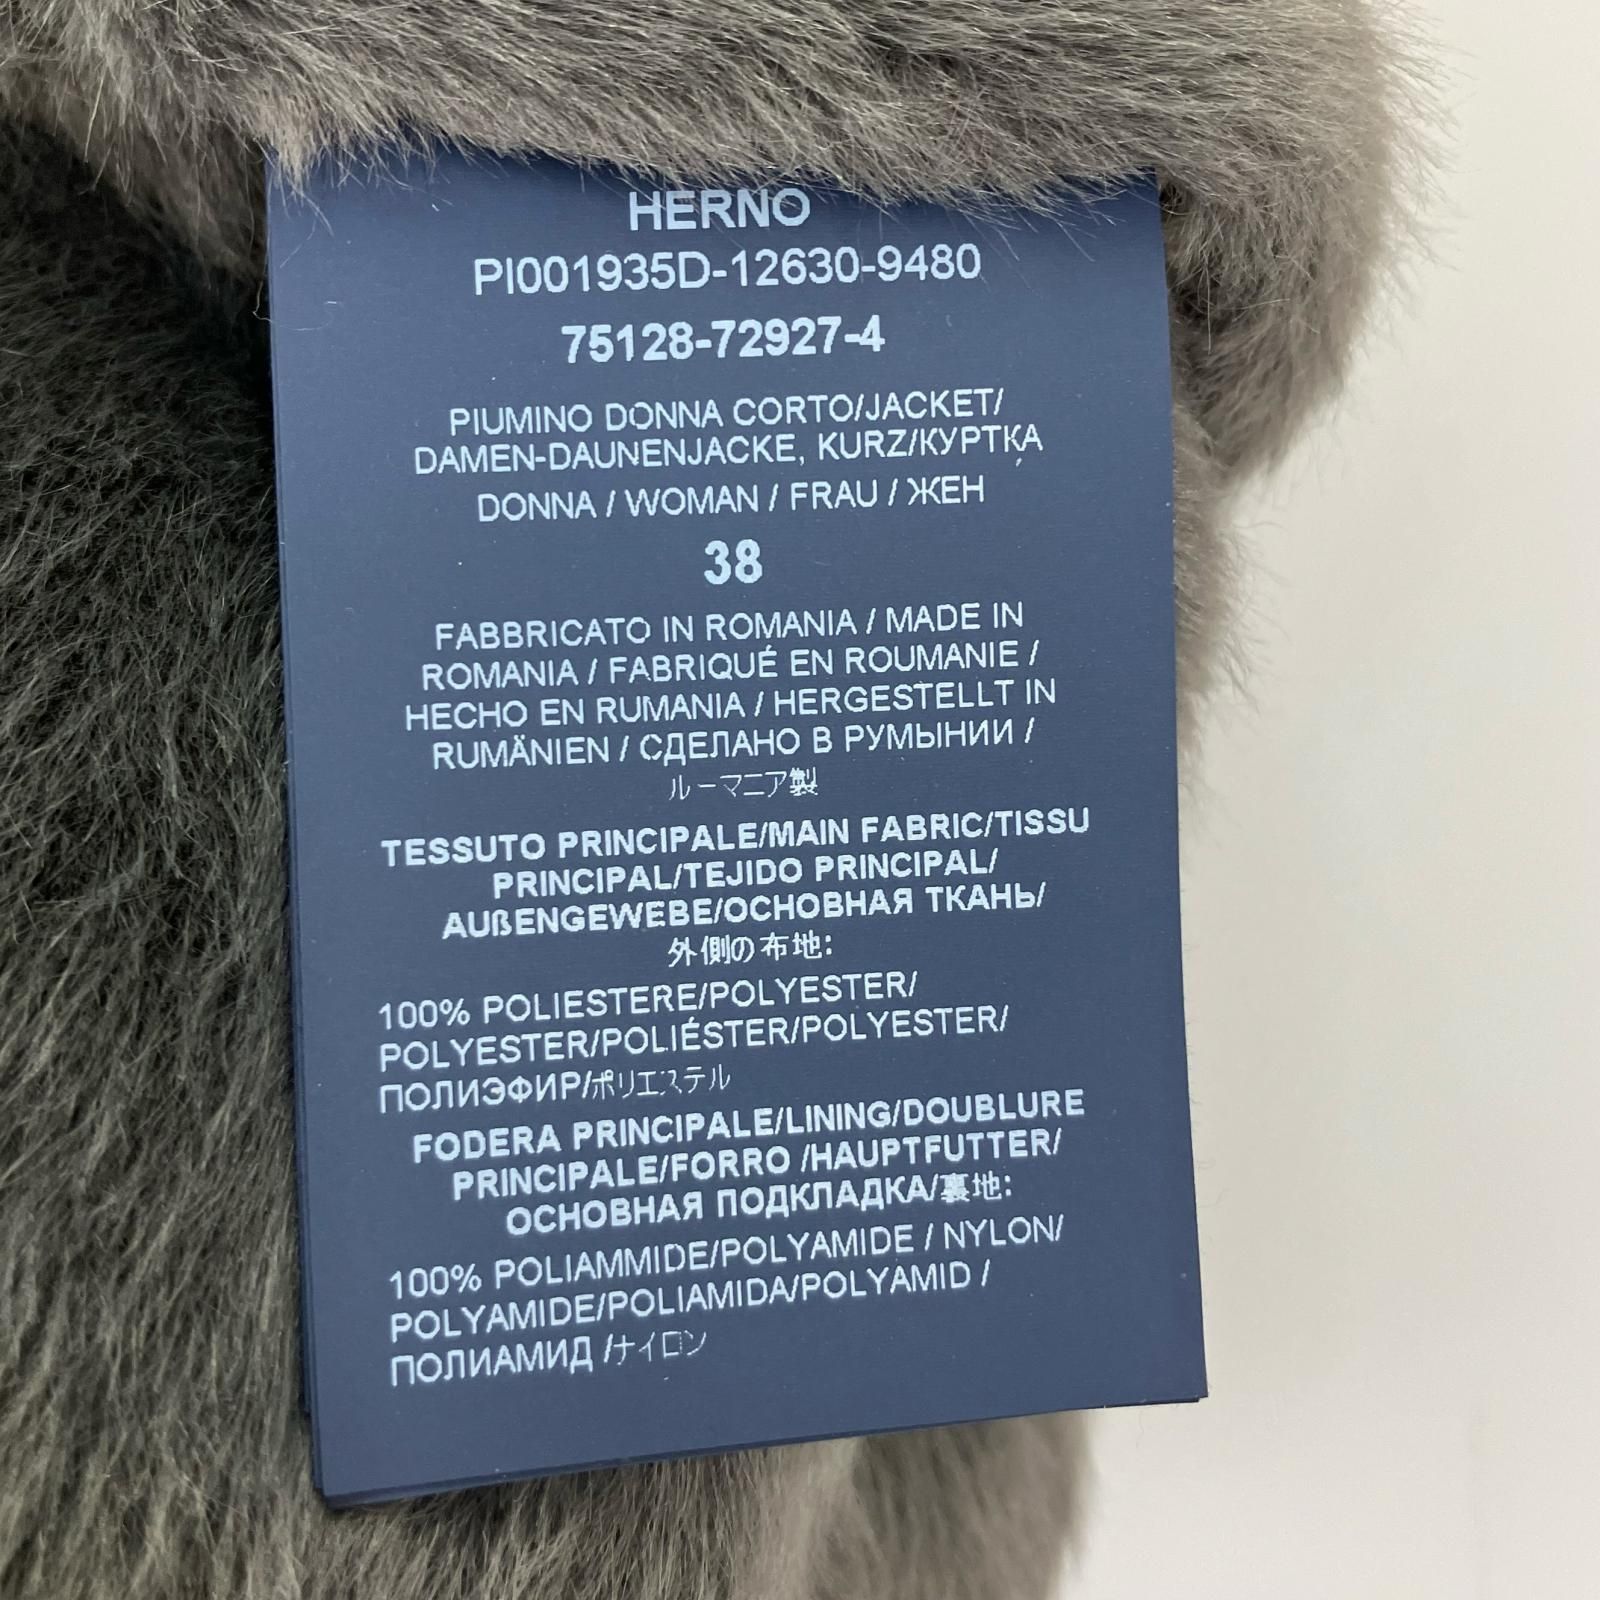 HERNO
PI001935D-12630-9480
75128-72927-4
PIUMINO DONNA CORTO/JACKET/
DAMEN-DAUNENJACKE, KURZ/КУРТКА
DONNA / WOMAN / FRAU / ЖЕН
38
FABBRICATO IN ROMANIA / MADE IN
ROMANIA / FABRIQUÉ EN ROUMANIE /
HECHO EN RUMANIA / HERGESTELLT IN
RUMÄNIEN / СДЕЛАНО В РУМЫНИИ /
ルーマニア製
TESSUTO PRINCIPALE/MAIN FABRIC/TISSU
PRINCIPAL/TEJIDO PRINCIPAL/
AUßENGEWEBE/ОСНОВНАЯ ТКАНЬ/
外側の布地:
100% POLIESTERE/POLYESTER/
POLYESTER/POLIÉSTER/POLYESTER/
ПОЛИЭФИР/ポリエステル
FODERA PRINCIPALE/LINING/DOUBLURE
PRINCIPALE/FORRO /HAUPTFUTTER/
ОСНОВНАЯ ПОДКЛАДКА/裏地:
100% POLIAMMIDE/POLYAMIDE / NYLON/
POLYAMIDE/POLIAMIDA/POLYAMID /
ПОЛИАМИД /ナイロン